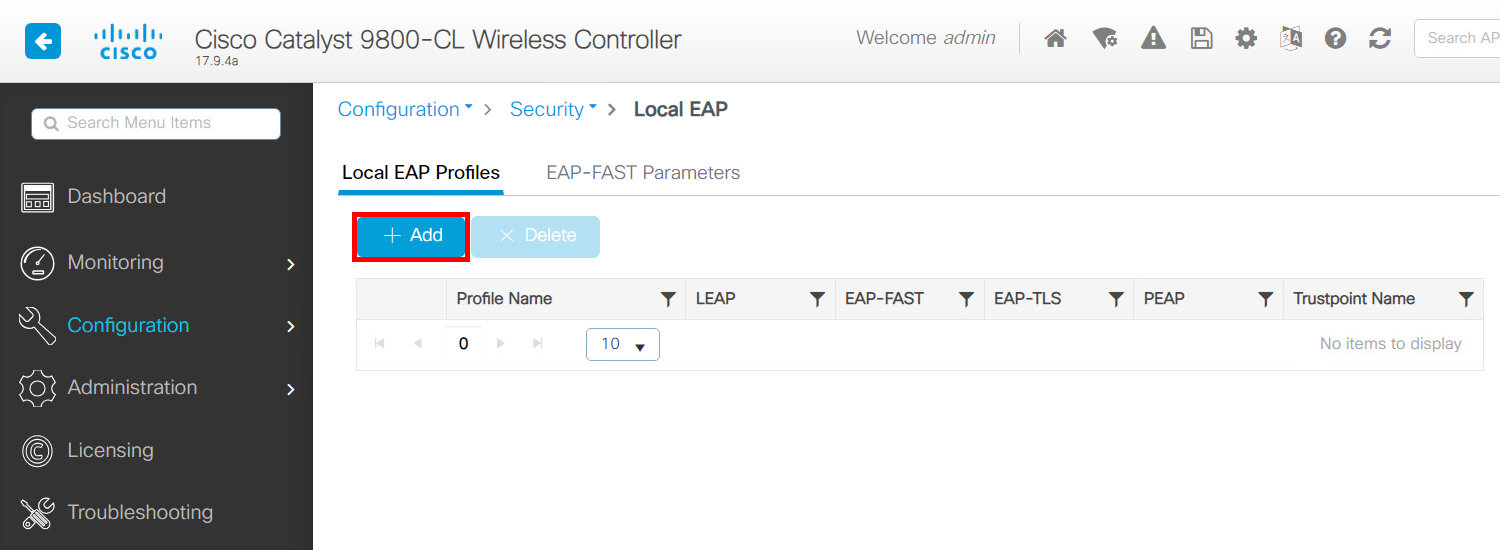 CISCO
Cisco Catalyst 9800-CL Wireless Controller
17.9.4a
Welcome admin
Search AP
Search Menu Items
Dashboard
Monitoring
Configuration
Administration
Licensing
Troubleshooting
Configuration > Security > Local EAP
Local EAP Profiles EAP-FAST Parameters
+ Add × Delete
Profile Name LEAP EAP-FAST EAP-TLS PEAP Trustpoint Name
0 10 No items to display